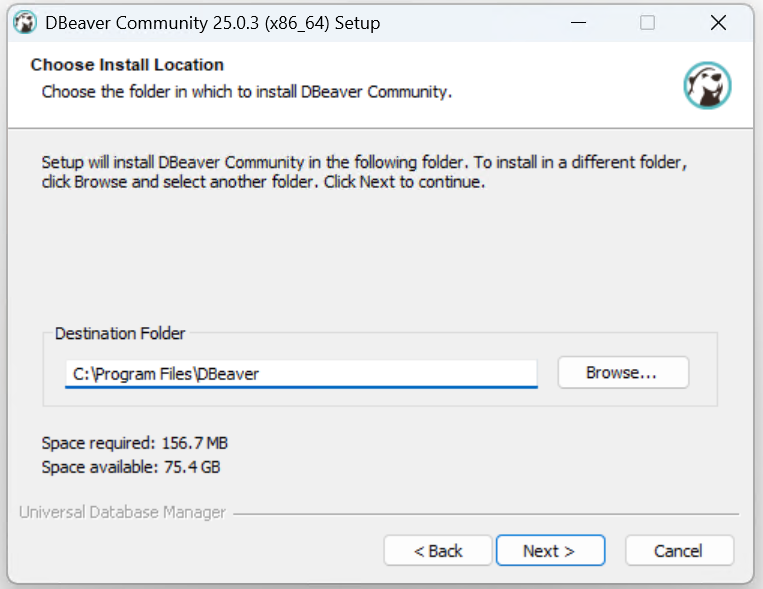 DBeaver Community 25.0.3 (x86_64) Setup
Choose Install Location
Choose the folder in which to install DBeaver Community.
Setup will install DBeaver Community in the following folder. To install in a different folder,
click Browse and select another folder. Click Next to continue.
Destination Folder
C:\Program Files\DBeaver
Browse...
Space required: 156.7 MB
Space available: 75.4 GB
Universal Database Manager
< Back
Next >
Cancel